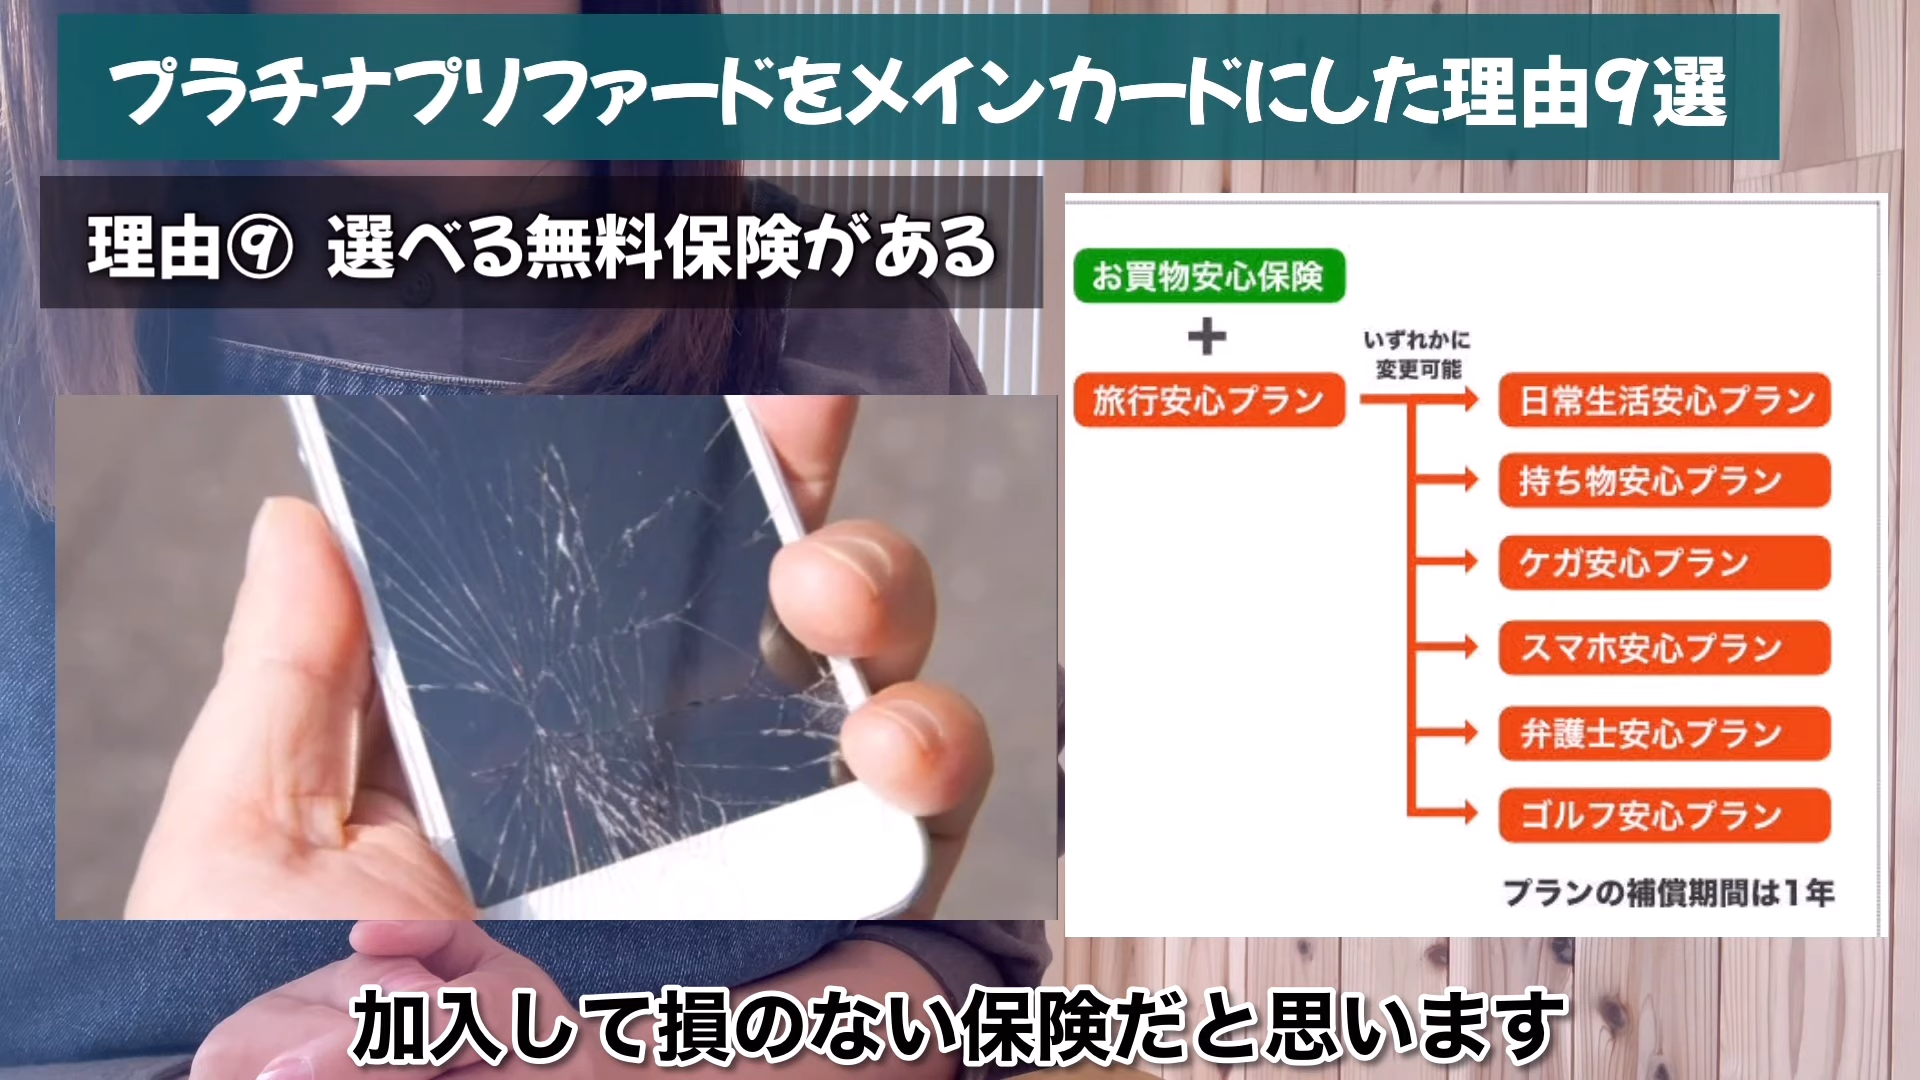 プラチナプリファードをメインカードにした理由9選
理由⑨ 選べる無料保険がある
お買物安心保険
+
旅行安心プラン
いずれかに
変更可能
日常生活安心プラン
持ち物安心プラン
ケガ安心プラン
スマホ安心プラン
弁護士安心プラン
ゴルフ安心プラン
プランの補償期間は1年
加入して損のない保険だと思います